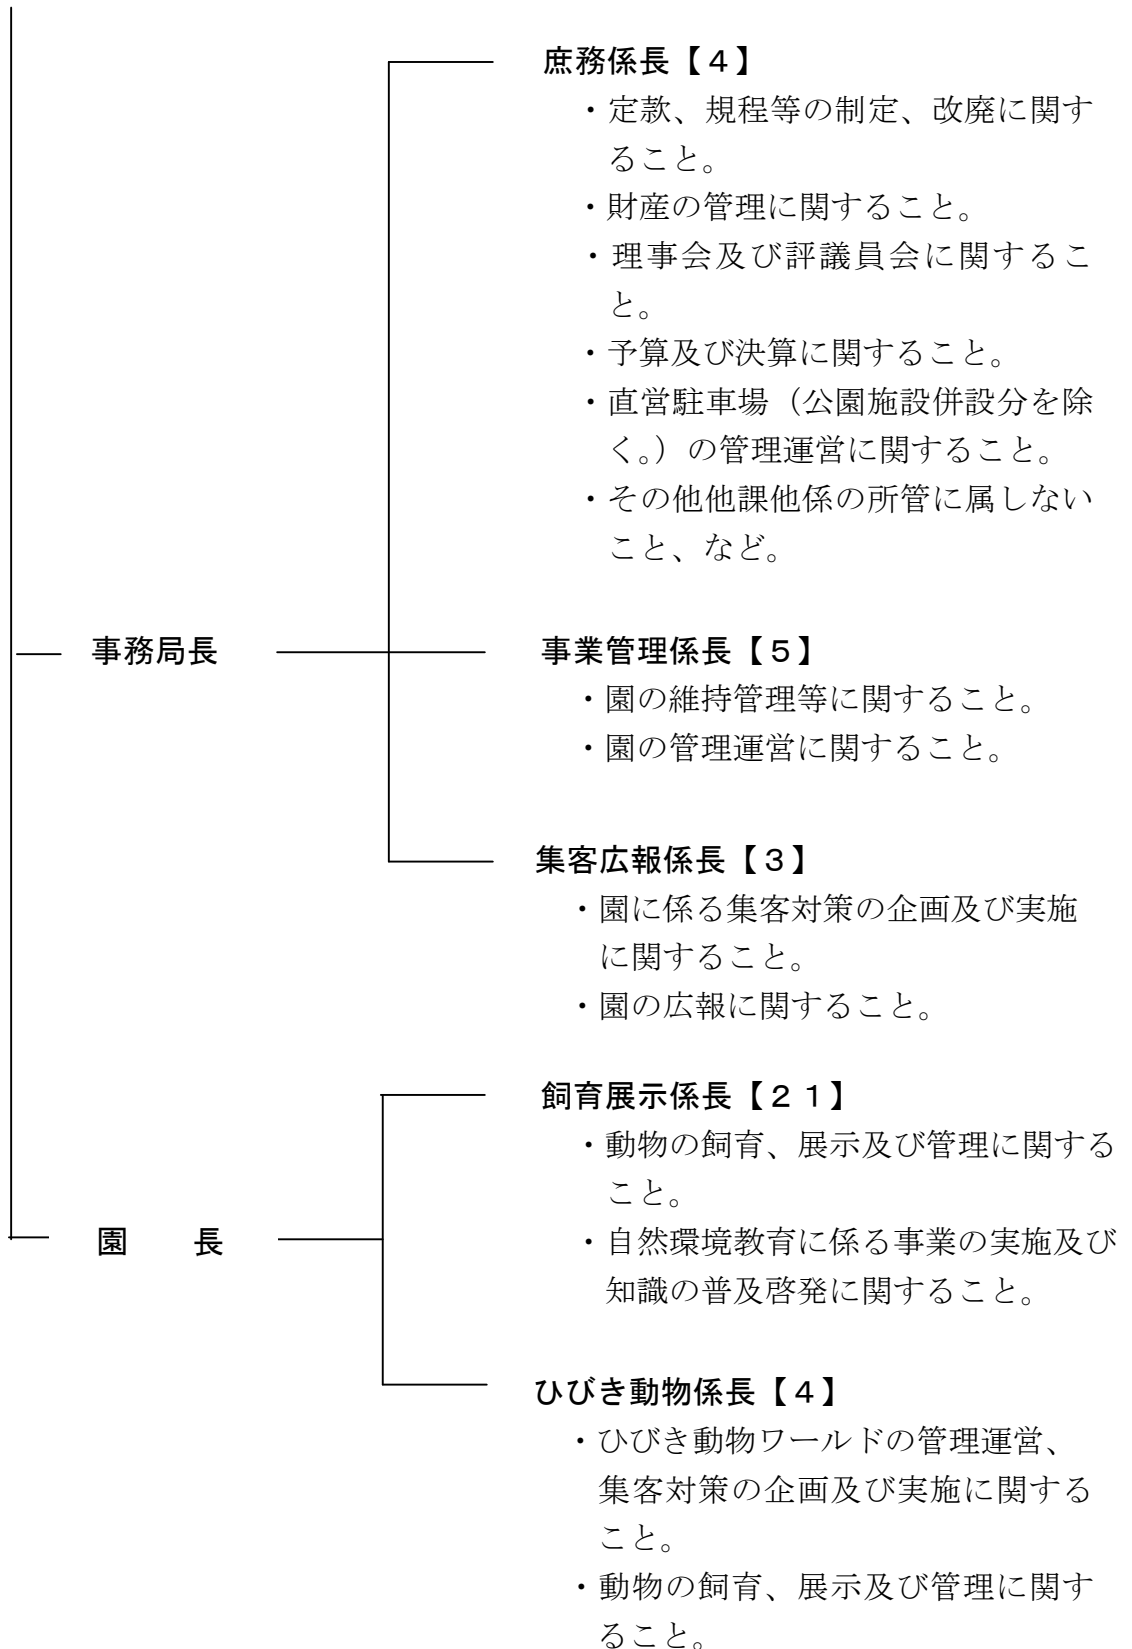 庶務係長【４】
・定款、規程等の制定、改廃に関す
ること。
・財産の管理に関すること。
・理事会及び評議員会に関するこ
と。
・予算及び決算に関すること。
・直営駐車場（公園施設併設分を除
く。）の管理運営に関すること。
・その他他課他係の所管に属しない
こと、など。
事務局長
事業管理係長【５】
・園の維持管理等に関すること。
・園の管理運営に関すること。
集客広報係長【３】
・園に係る集客対策の企画及び実施
に関すること。
・園の広報に関すること。
飼育展示係長【２１】
・動物の飼育、展示及び管理に関する
こと。
園　　長
・自然環境教育に係る事業の実施及び
知識の普及啓発に関すること。
ひびき動物係長【４】
・ひびき動物ワールドの管理運営、
集客対策の企画及び実施に関する
こと。
・動物の飼育、展示及び管理に関す
ること。